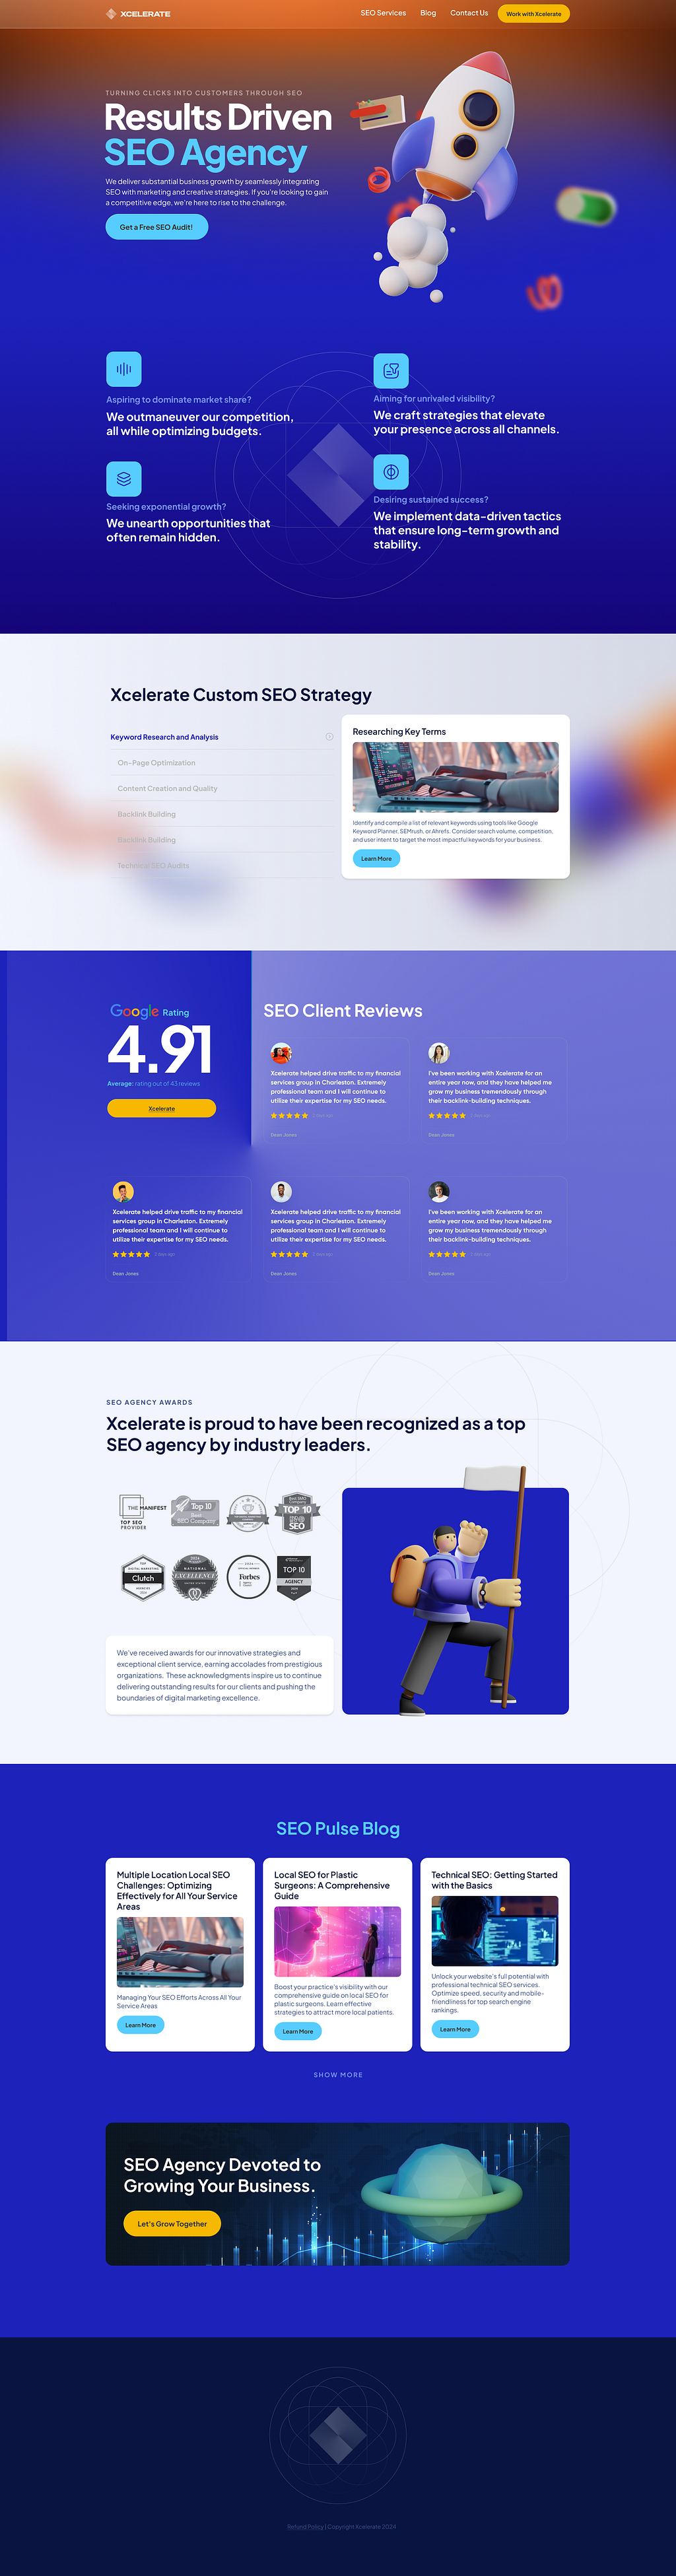 XCELERATE
SEO Services
Blog
Contact Us
Work with Xcelerate
TURNING CLICKS INTO CUSTOMERS THROUGH SEO
Results Driven
SEO Agency
We deliver substantial business growth by seamlessly integrating
SEO with marketing and creative strategies. If you're looking to gain
a competitive edge, we're here to rise to the challenge.
Get a Free SEO Audit!
Aspiring to dominate market share?
We outmaneuver our competition,
all while optimizing budgets.
Aiming for unrivaled visibility?
We craft strategies that elevate
your presence across all channels.
Seeking exponential growth?
We unearth opportunities that
often remain hidden.
Desiring sustained success?
We implement data-driven tactics
that ensure long-term growth and
stability.
Xcelerate Custom SEO Strategy
Keyword Research and Analysis
On-Page Optimization
Content Creation and Quality
Backlink Building
Backlink Building
Technical SEO Audits
Researching Key Terms
Identify and compile a list of relevant keywords using tools like Google
Keyword Planner, SEMrush, or Ahrefs. Consider search volume, competition,
and user intent to target the most impactful keywords for your business.
Learn More
Google Rating
4.91
Average: rating out of 43 reviews
Xcelerate
SEO Client Reviews
Xcelerate helped drive traffic to my financial
services group in Charleston. Extremely
professional team and I will continue to
utilize their expertise for my SEO needs.
Dean Jones
I've been working with Xcelerate for an
entire year now, and they have helped me
grow my business tremendously through
their backlink-building techniques.
Dean Jones
Xcelerate helped drive traffic to my financial
services group in Charleston. Extremely
professional team and I will continue to
utilize their expertise for my SEO needs.
Dean Jones
Xcelerate helped drive traffic to my financial
services group in Charleston. Extremely
professional team and I will continue to
utilize their expertise for my SEO needs.
Dean Jones
I've been working with Xcelerate for an
entire year now, and they have helped me
grow my business tremendously through
their backlink-building techniques.
Dean Jones
SEO AGENCY AWARDS
Xcelerate is proud to have been recognized as a top
SEO agency by industry leaders.
THE MANIFEST
TOP SEO
PROVIDER
Top 10
Best
SEO Company
TOP 10
SEO
Clutch
2024
NATIONAL
EXCELLENCE
2024
Forbes
TOP 10
AGENCY
We've received awards for our innovative strategies and
exceptional client service, earning accolades from prestigious
organizations. These acknowledgments inspire us to continue
delivering outstanding results for our clients and pushing the
boundaries of digital marketing excellence.
SEO Pulse Blog
Multiple Location Local SEO
Challenges: Optimizing
Effectively for All Your Service
Areas
Managing Your SEO Efforts Across All Your
Service Areas
Learn More
Local SEO for Plastic
Surgeons: A Comprehensive
Guide
Boost your practice's visibility with our
comprehensive guide on local SEO for
plastic surgeons. Learn effective
strategies to attract more local patients.
Learn More
Technical SEO: Getting Started
with the Basics
Unlock your website's full potential with
professional technical SEO services.
Optimize speed, security and mobile-
friendliness for top search engine
rankings.
Learn More
SHOW MORE
SEO Agency Devoted to
Growing Your Business.
Let's Grow Together
Refund Policy | Copyright Xcelerate 2024